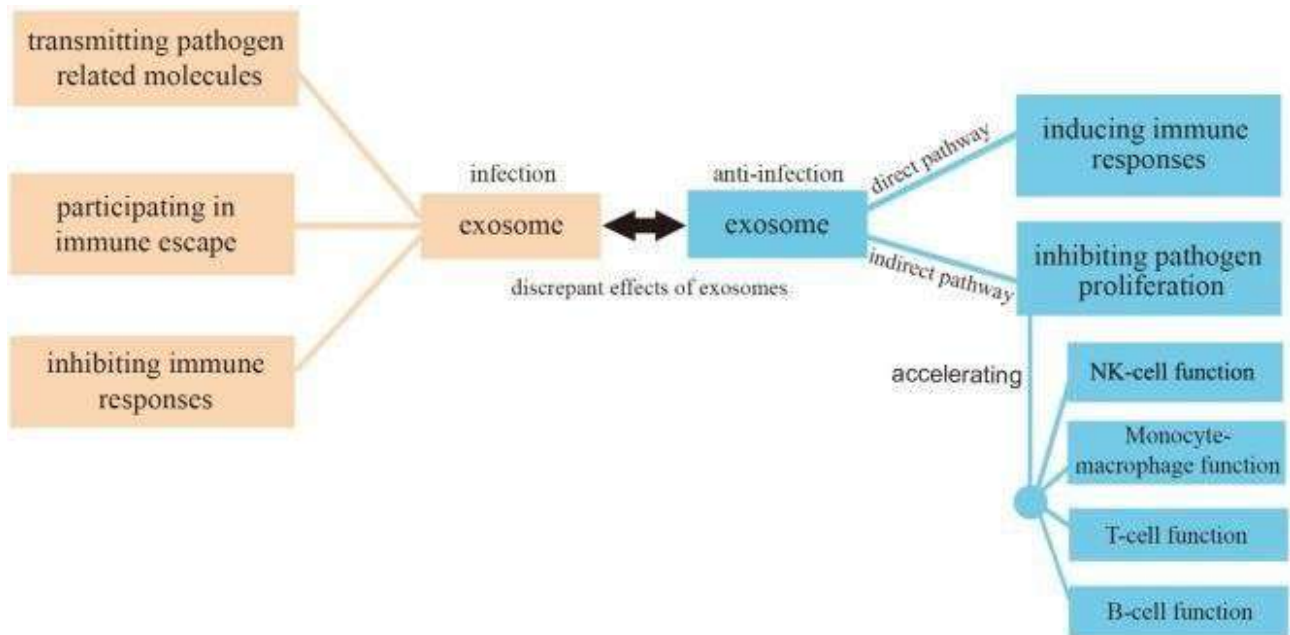 transmitting pathogen
related molecules
participating in
immune escape
inhibiting immune
responses
infection
exosome
anti-infection
exosome
discrepant effects of exosomes
direct pathway
indirect pathway
inducing immune
responses
inhibiting pathogen
proliferation
accelerating
NK-cell function
Monocyte-
macrophage function
T-cell function
B-cell function